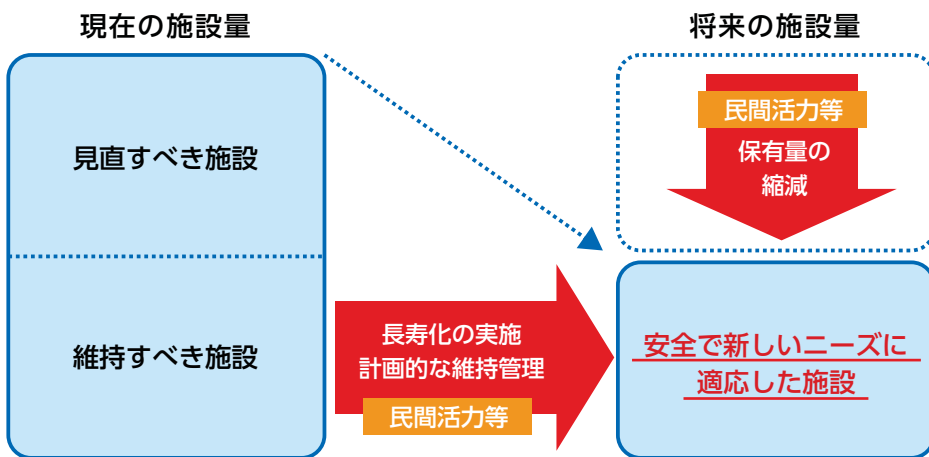 現在の施設量
見直すべき施設
維持すべき施設
長寿化の実施
計画的な維持管理
民間活力等
将来の施設量
民間活力等
保有量の
縮減
安全で新しいニーズに
適応した施設